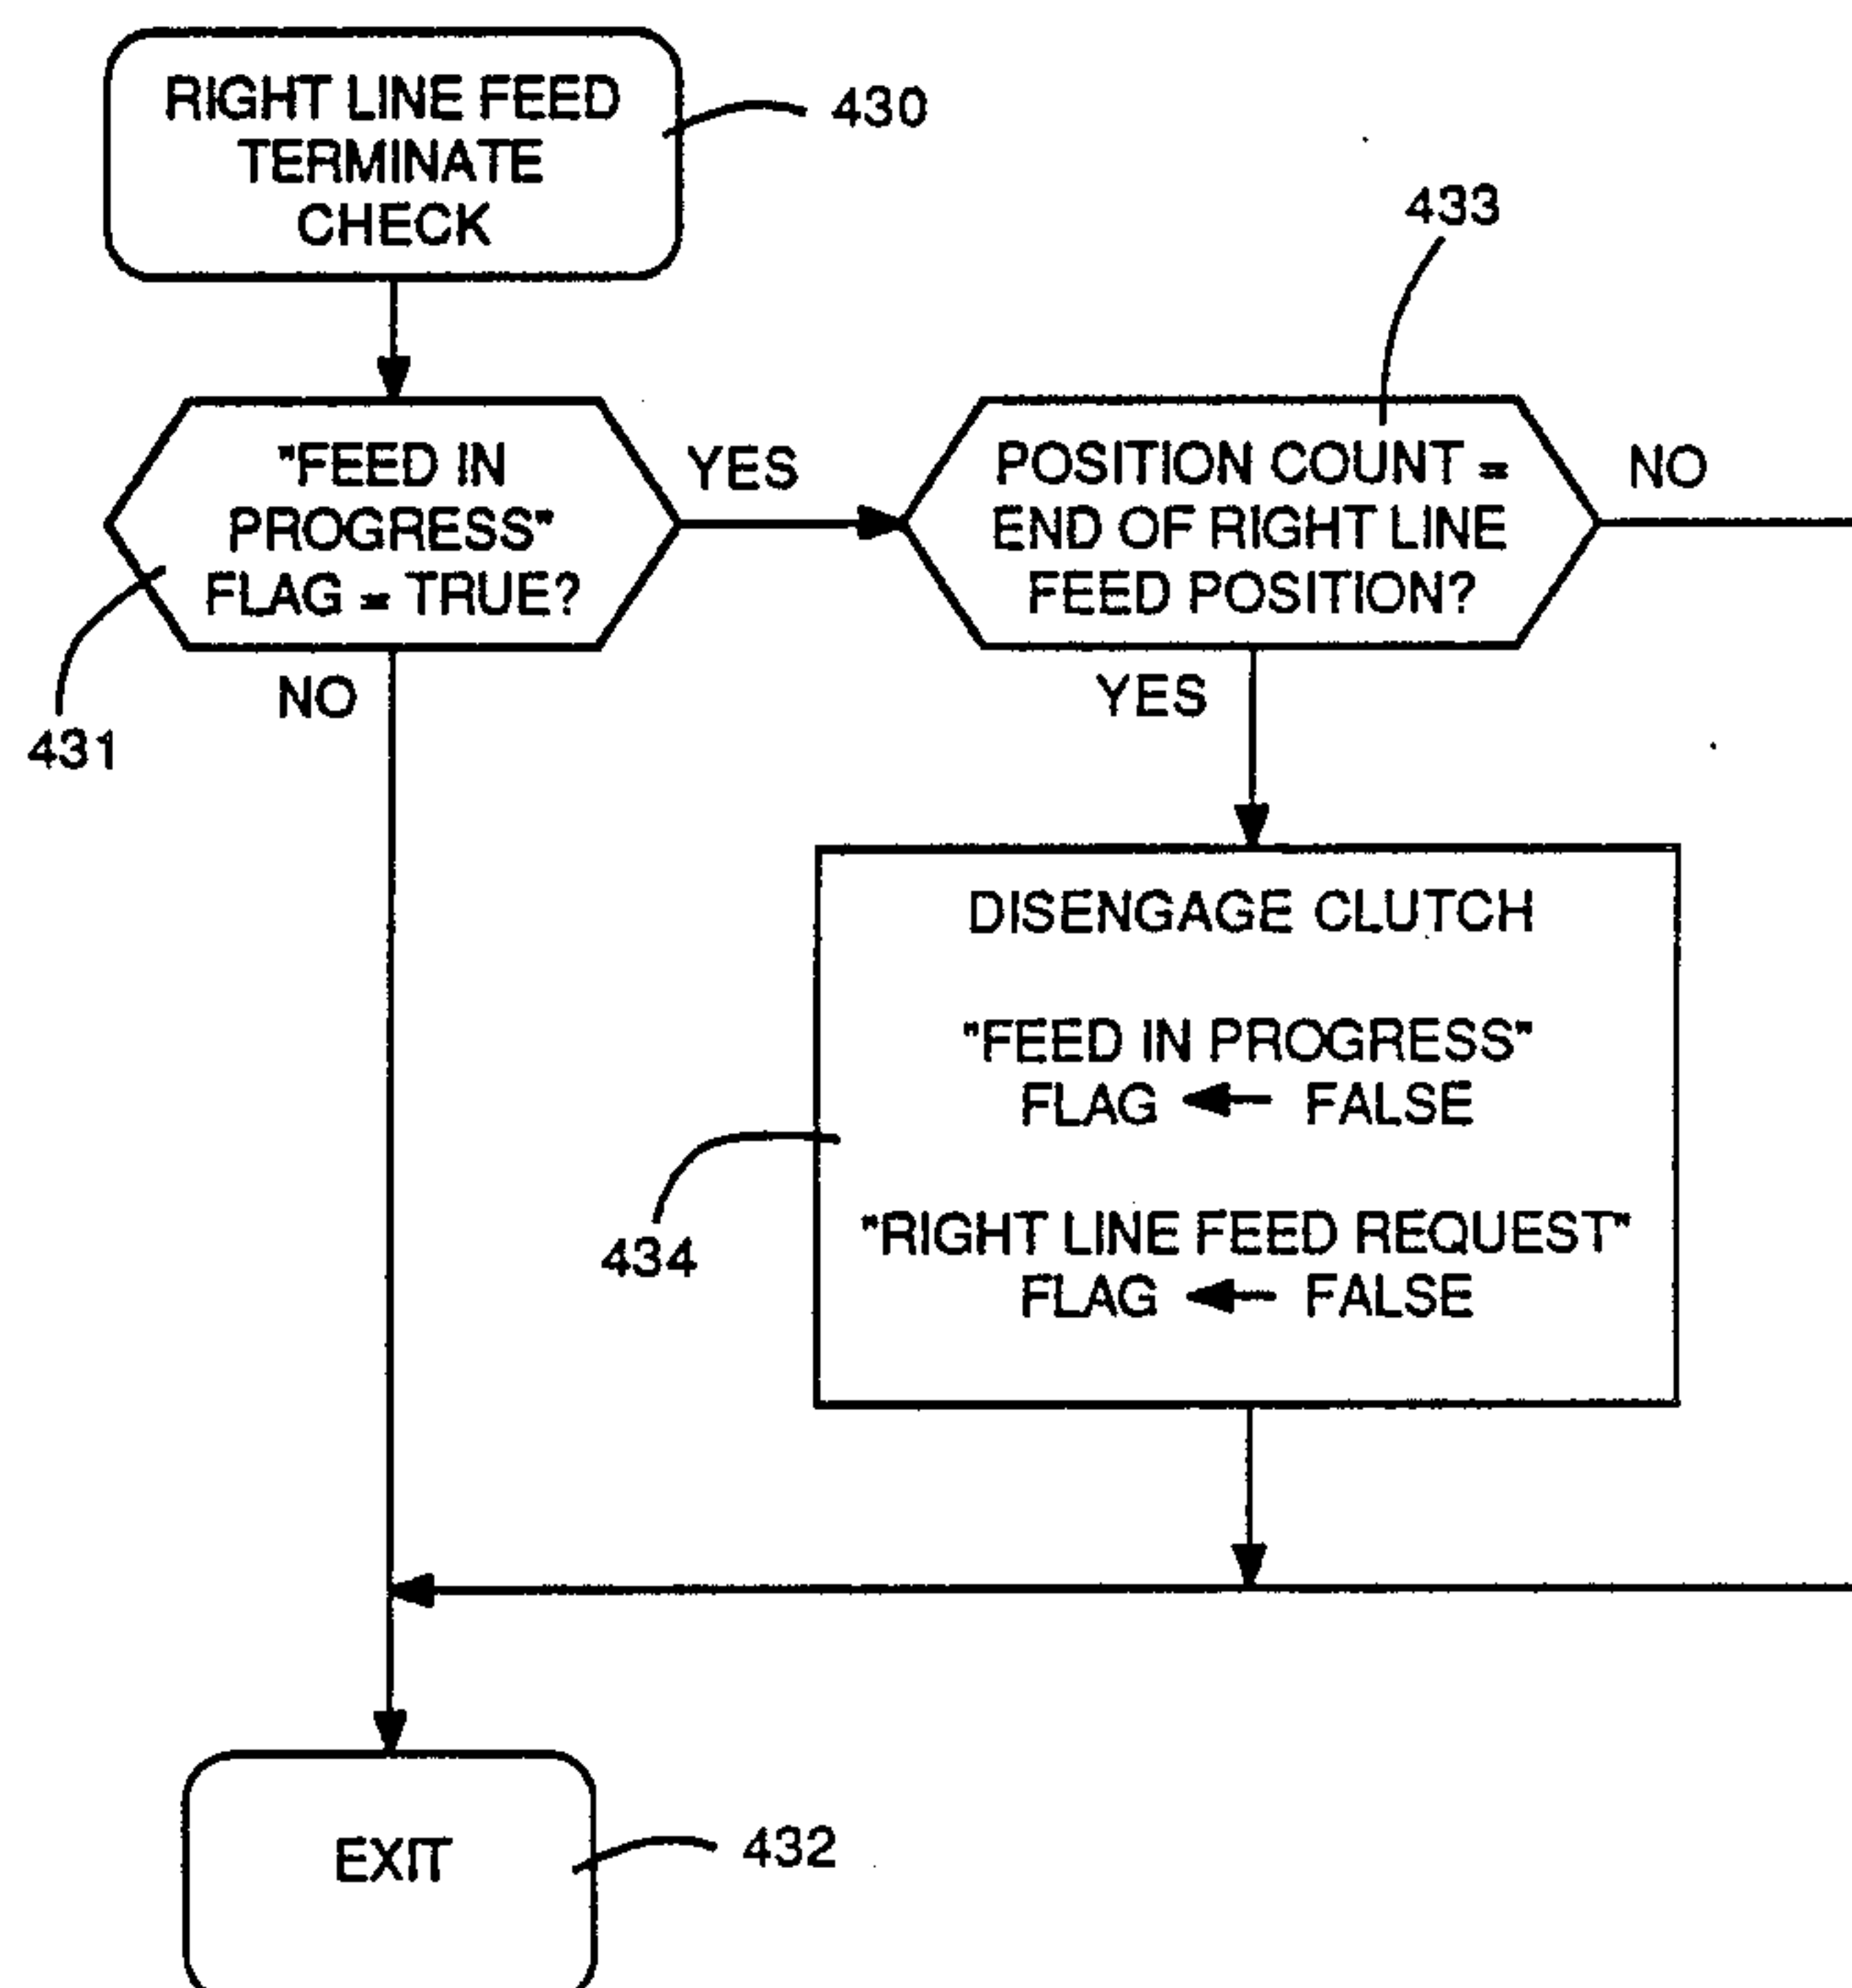 RIGHT LINE FEED
TERMINATE
CHECK
430
433
"FEED IN
PROGRESS"
FLAG = TRUE?
YES
POSITION COUNT =
END OF RIGHT LINE
FEED POSITION?
NO
431
NO
YES
DISENGAGE CLUTCH
"FEED IN PROGRESS"
FLAG ← FALSE
434
"RIGHT LINE FEED REQUEST"
FLAG ← FALSE
EXIT
432